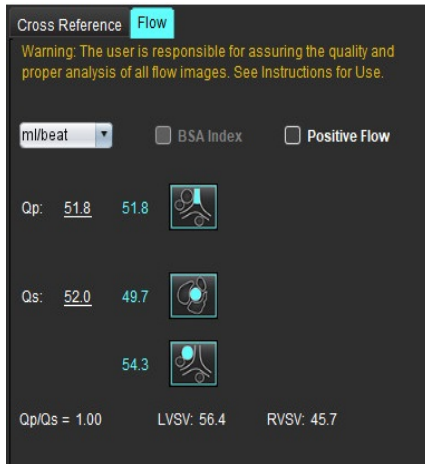 Cross Reference Flow
Warning: The user is responsible for assuring the quality and
proper analysis of all flow images. See Instructions for Use.
ml/beat BSA Index Positive Flow
Qp: 51.8 51.8
Qs: 52.0 49.7
54.3
Qp/Qs = 1.00 LVSV: 56.4 RVSV: 45.7